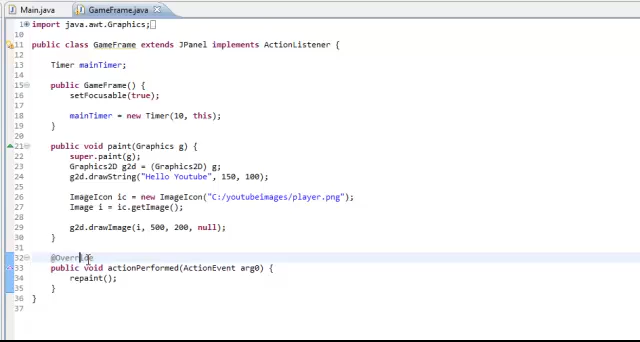 Main.java GameFrame.java
1 import java.awt.Graphics;
10
11 public class GameFrame extends JPanel implements ActionListener {
12
13 Timer mainTimer;
14
15 public GameFrame() {
16 setFocusable(true);
17
18 mainTimer = new Timer(10, this);
19 }
20
21 public void paint(Graphics g) {
22 super.paint(g);
23 Graphics2D g2d = (Graphics2D) g;
24 g2d.drawString("Hello Youtube", 150, 100);
25
26 ImageIcon ic = new ImageIcon("C:/youtubeimages/player.png");
27 Image i = ic.getImage();
28
29 g2d.drawImage(i, 500, 200, null);
30 }
31
32 @Override
33 public void actionPerformed(ActionEvent arg0) {
34 repaint();
35 }
36 }
37